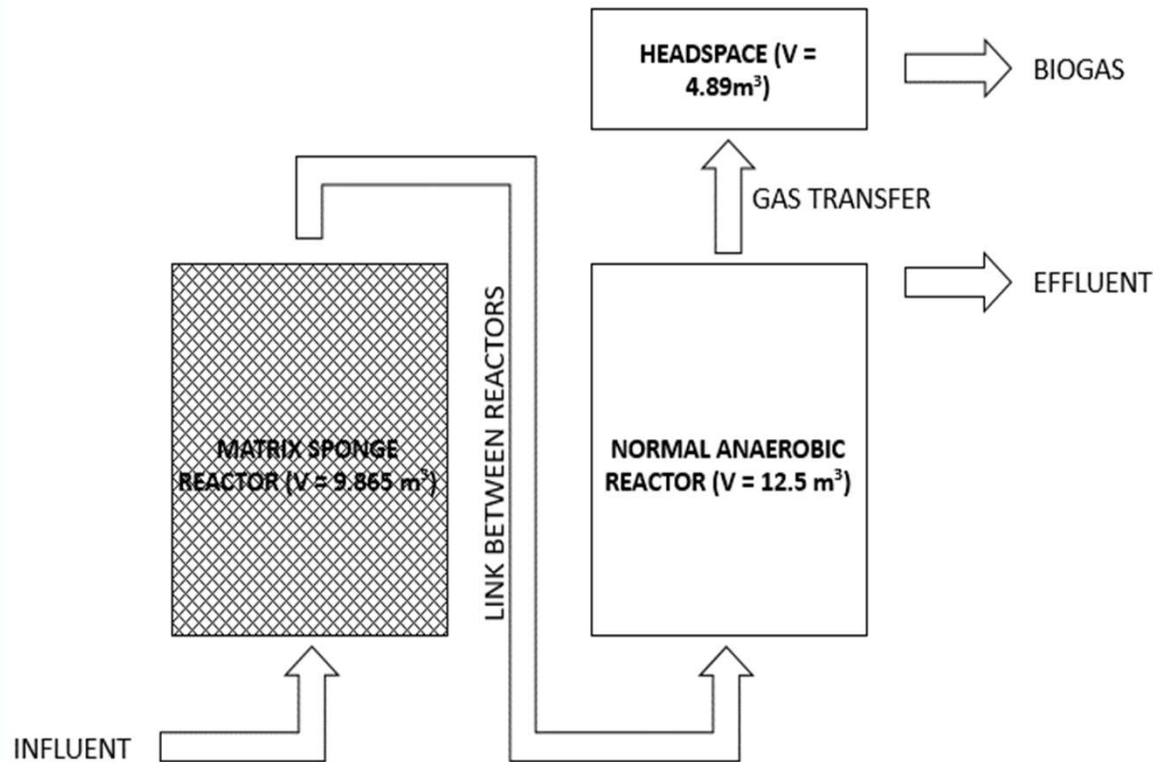 HEADSPACE (V =
4.89m³)
BIOGAS
GAS TRANSFER
EFFLUENT
MATRIX SPONGE
REACTOR (V = 9.865 m³)
LINK BETWEEN REACTORS
NORMAL ANAEROBIC
REACTOR (V = 12.5 m³)
INFLUENT